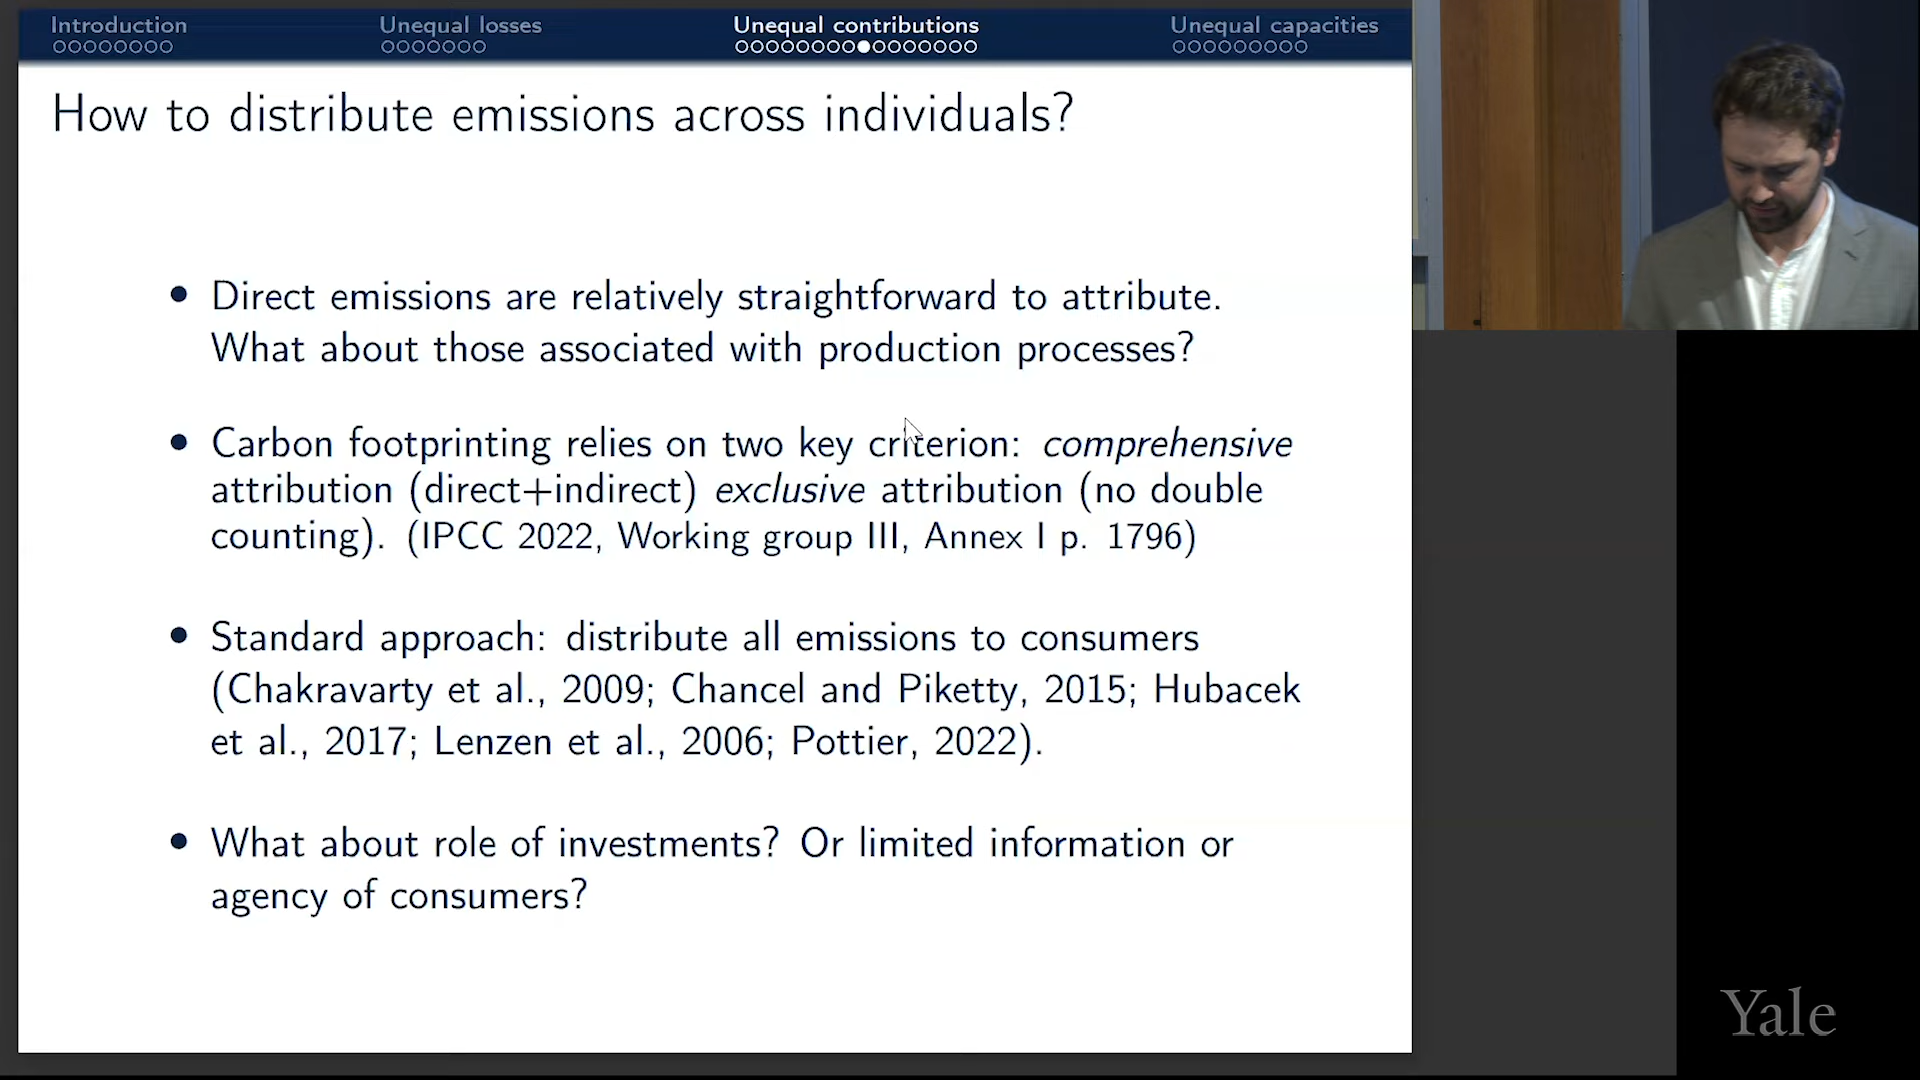 Introduction
Unequal losses
Unequal contributions
Unequal capacities
How to distribute emissions across individuals?
• Direct emissions are relatively straightforward to attribute.
What about those associated with production processes?
• Carbon footprinting relies on two key criterion: comprehensive
attribution (direct+indirect) exclusive attribution (no double
counting). (IPCC 2022, Working group III, Annex I p. 1796)
• Standard approach: distribute all emissions to consumers
(Chakravarty et al., 2009; Chancel and Piketty, 2015; Hubacek
et al., 2017; Lenzen et al., 2006; Pottier, 2022).
• What about role of investments? Or limited information or
agency of consumers?
Yale